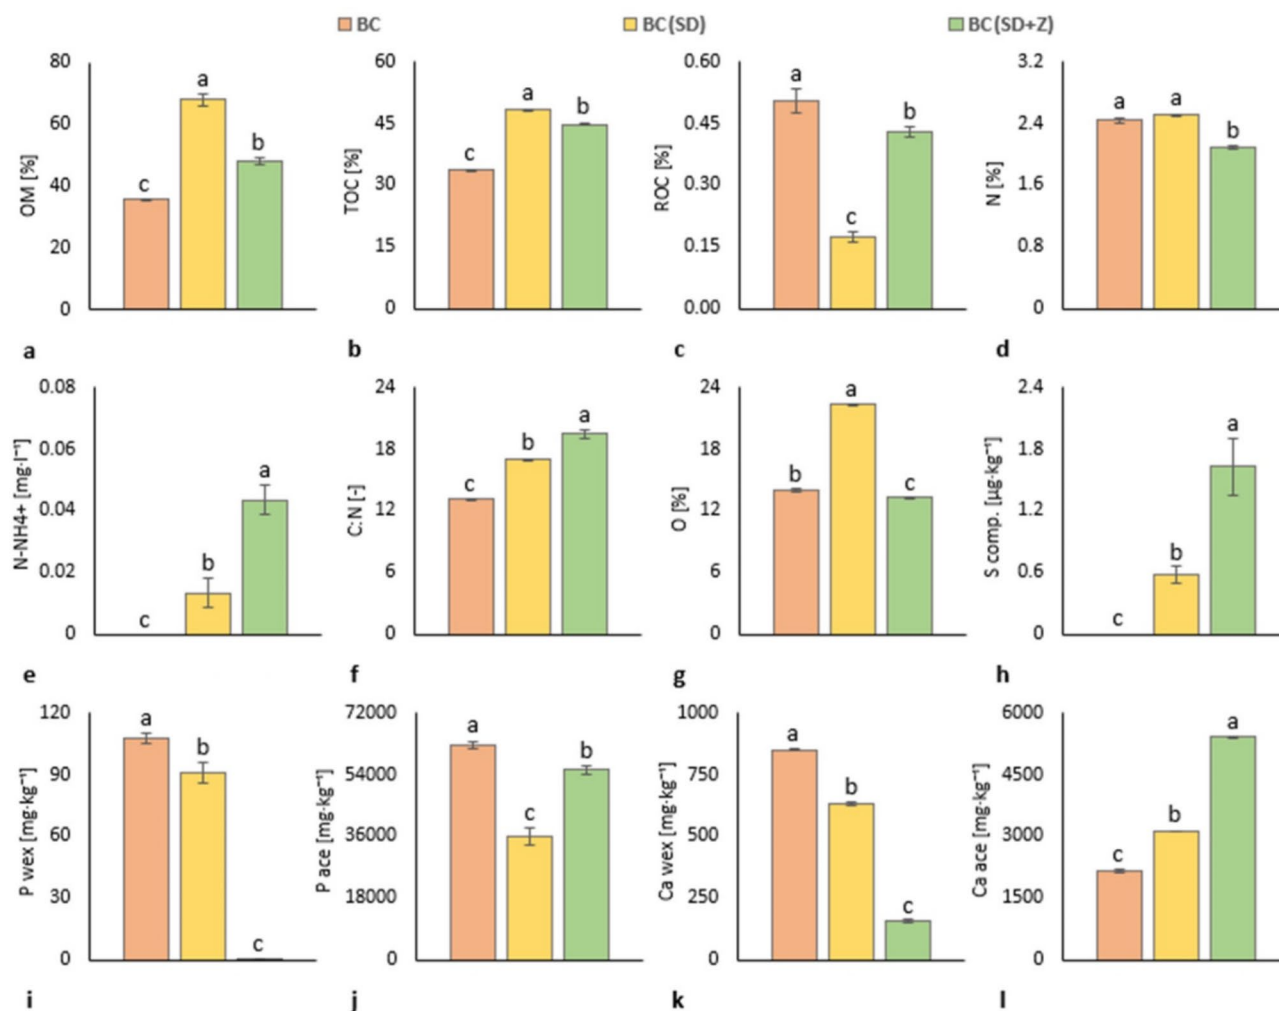 BC BC(SD) BC(SD+Z)
OM [%]
80
60
40
20
0
c a b
a
TOC [%]
60
45
30
15
0
c a b
b
ROC [%]
0.60
0.45
0.30
0.15
0.00
a c b
c
N [%]
3.2
2.4
1.6
0.8
0
a a b
d
N-NH4+ [mg·l⁻¹]
0.08
0.06
0.04
0.02
0
c b a
e
C:N [-]
24
18
12
6
0
c b a
f
O [%]
24
18
12
6
0
b a c
g
S comp. [µg·kg⁻¹]
2.4
1.8
1.2
0.6
0
c b a
h
P wex [mg·kg⁻¹]
120
90
60
30
0
a b c
i
P ace [mg·kg⁻¹]
72000
54000
36000
18000
0
a c b
j
Ca wex [mg·kg⁻¹]
1000
750
500
250
0
a b c
k
Ca ace [mg·kg⁻¹]
6000
4500
3000
1500
0
c b a
l